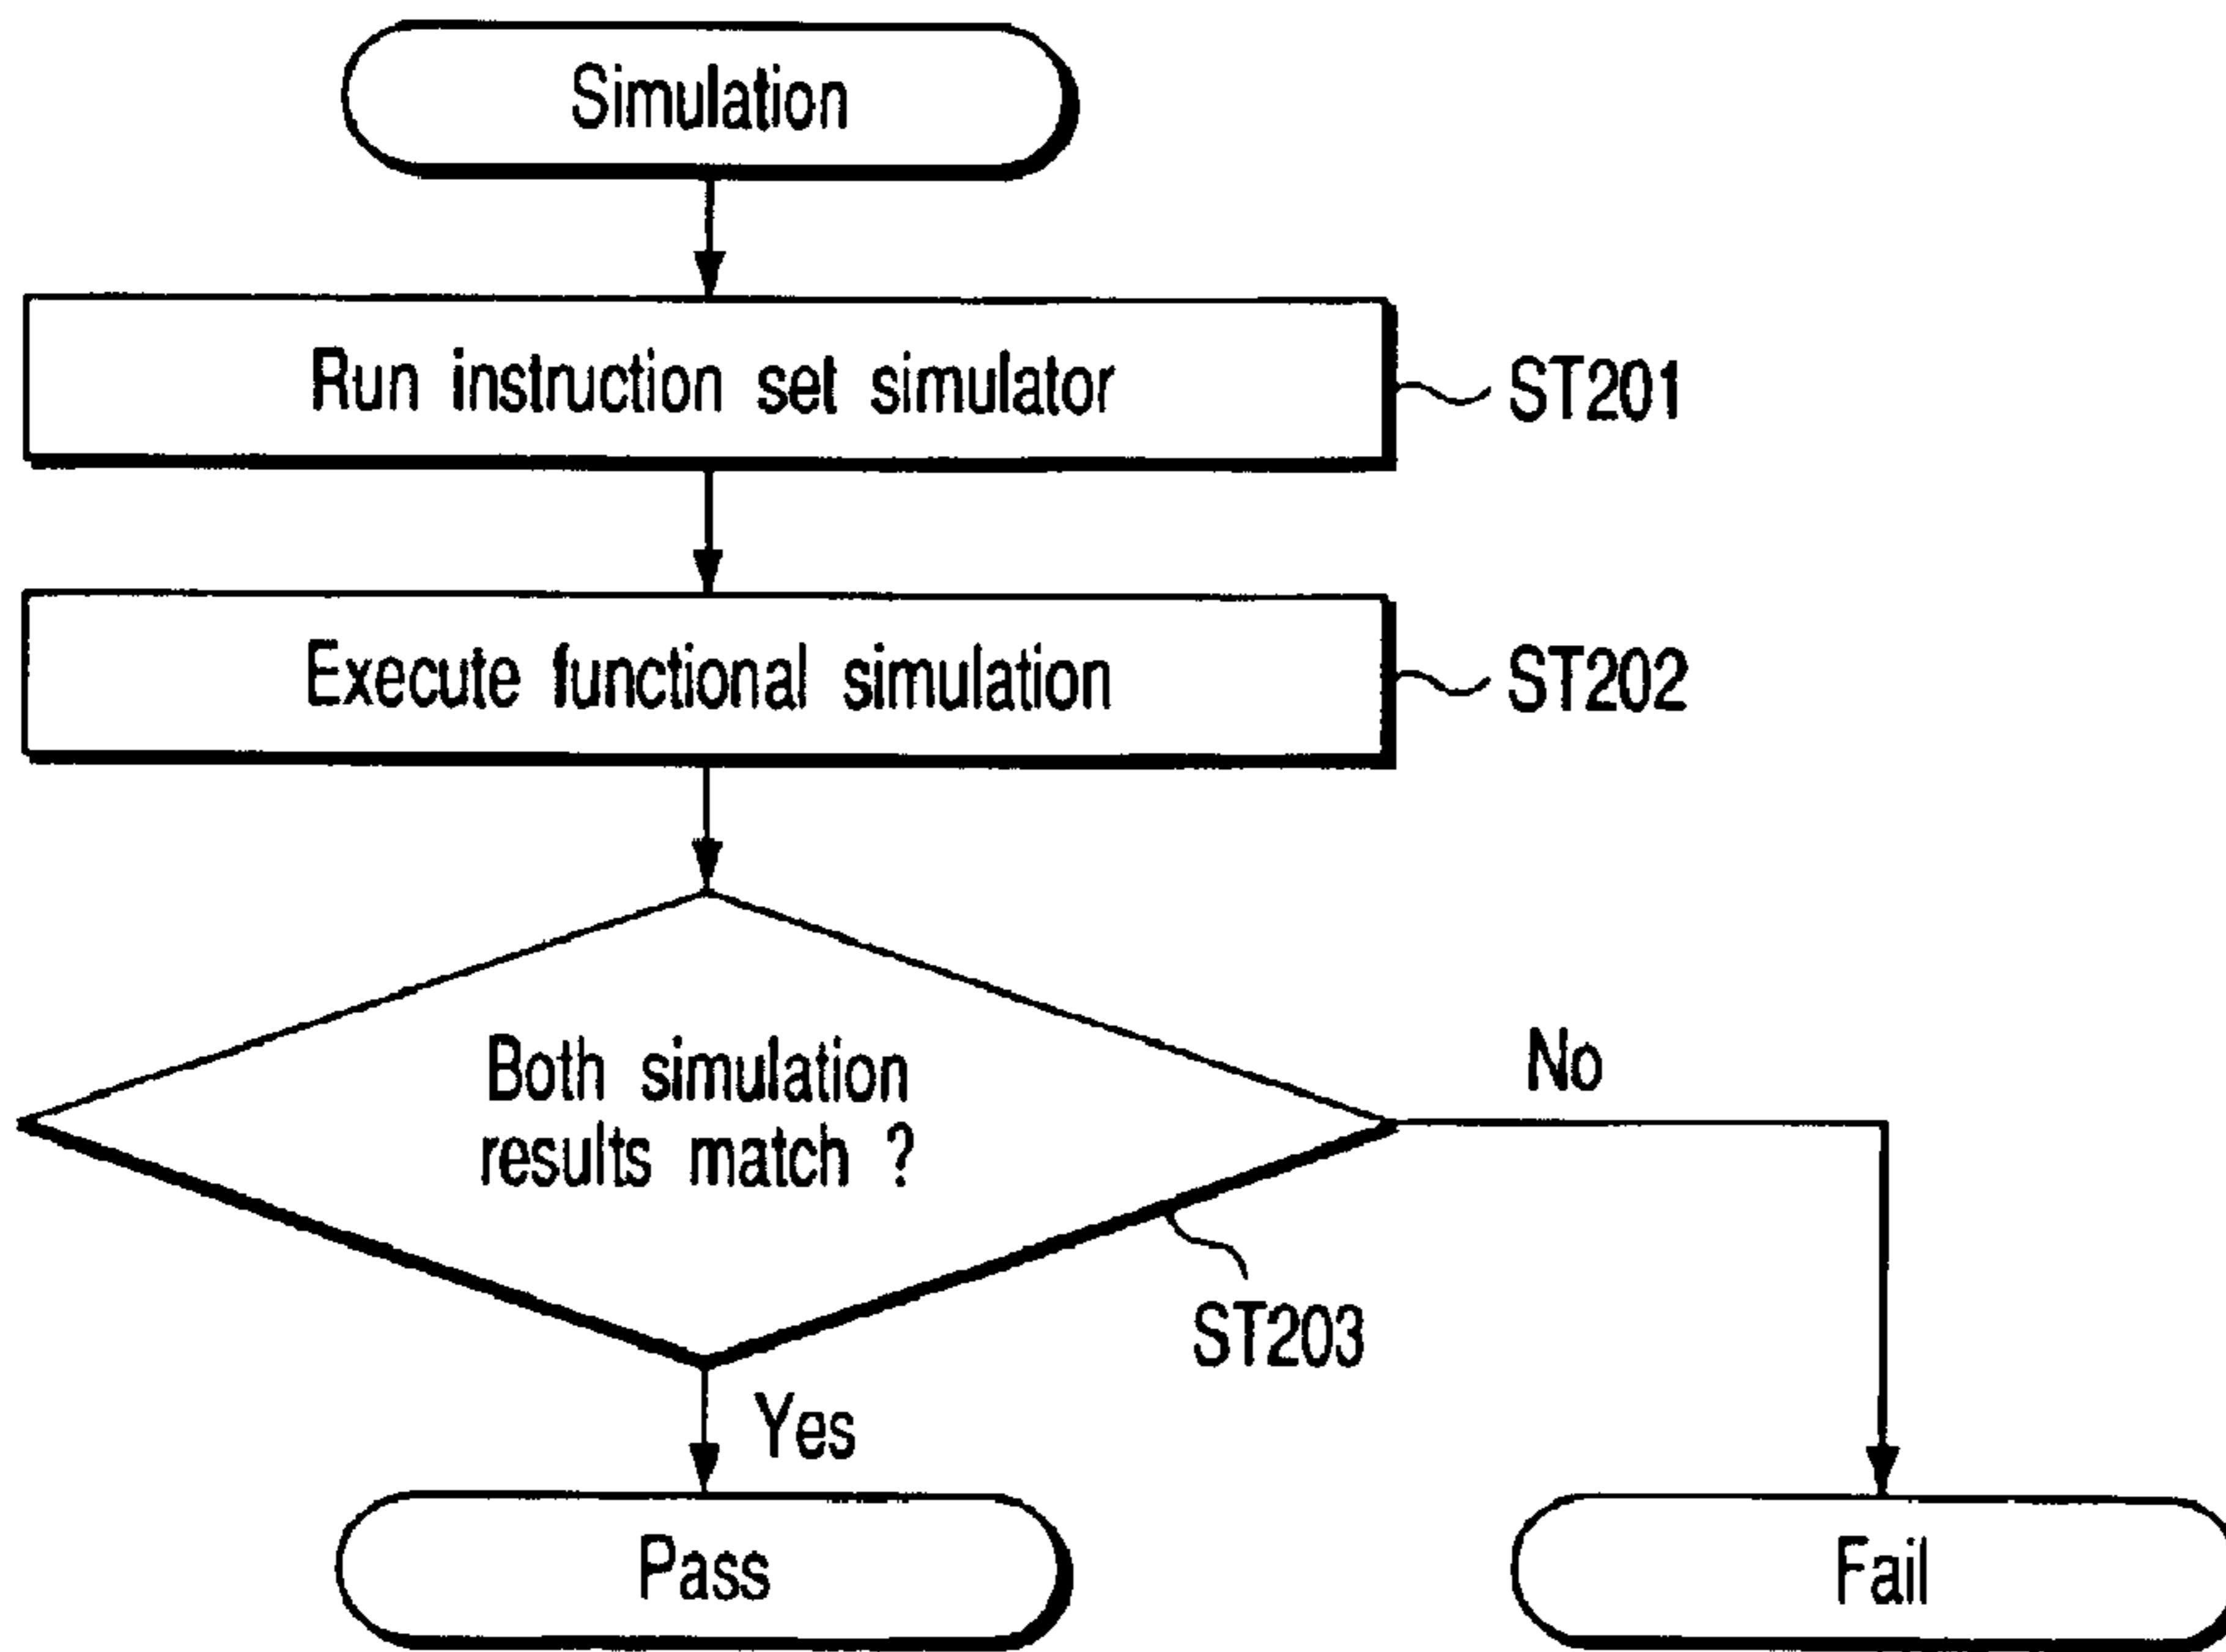 Simulation
Run instruction set simulator
ST201
Execute functional simulation
ST202
Both simulation
results match ?
No
ST203
Yes
Pass
Fail